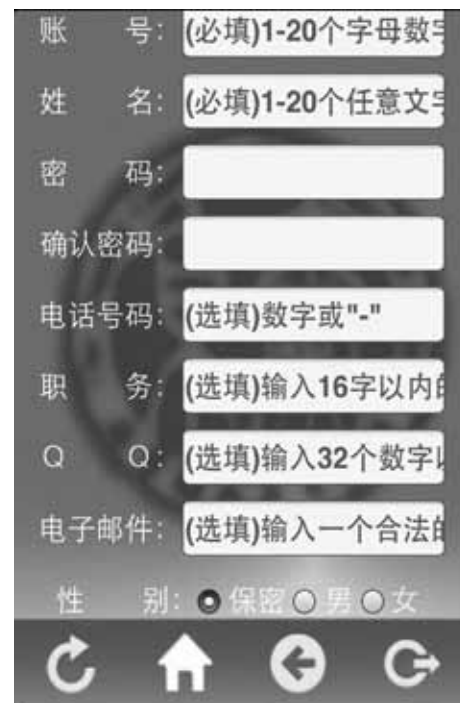 账 号: (必填)1-20个字母数字
姓 名: (必填)1-20个任意文字
密 码:
确认密码:
电话号码: (选填)数字或"-"
职 务: (选填)输入16字以内的
Q Q: (选填)输入32个数字以
电子邮件: (选填)输入一个合法的
性 别: 保密 男 女